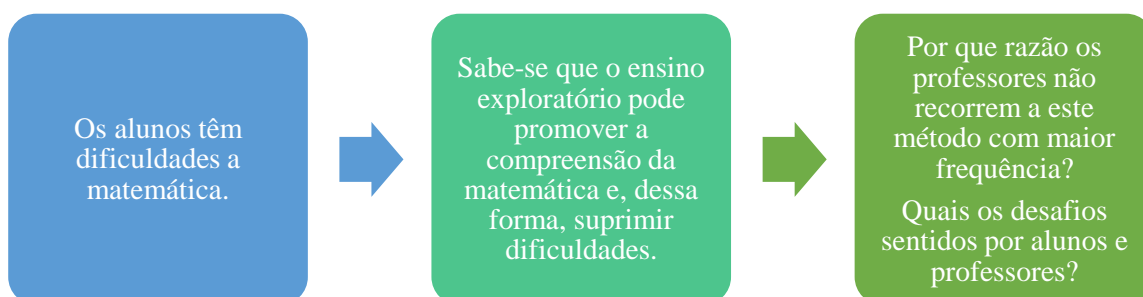 Os alunos têm
dificuldades a
matemática.
Sabe-se que o ensino
exploratório pode
promover a
compreensão da
matemática e, dessa
forma, suprimir
dificuldades.
Por que razão os
professores não
recorrem a este
método com maior
frequência?
Quais os desafios
sentidos por alunos e
professores?